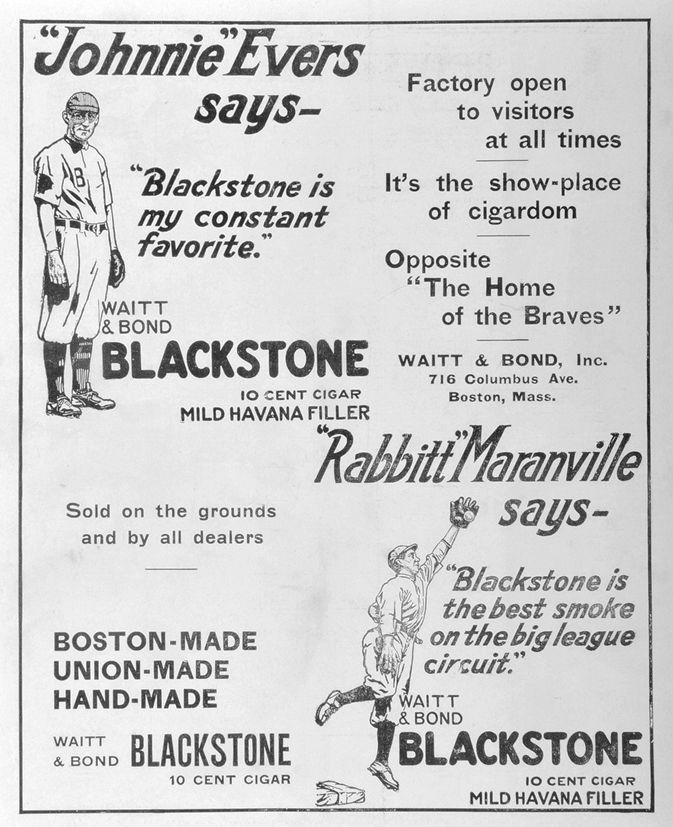 "Johnnie" Evers
says-
"Blackstone is
my constant
favorite."
B
WAITT
& BOND
BLACKSTONE
10 CENT CIGAR
MILD HAVANA FILLER
Factory open
to visitors
at all times
It's the show-place
of cigardom
Opposite
"The Home
of the Braves"
WAITT & BOND, Inc.
716 Columbus Ave.
Boston, Mass.
"Rabbitt" Maranville
says-
"Blackstone is
the best smoke
on the big league
circuit."
WAITT
& BOND
BLACKSTONE
10 CENT CIGAR
MILD HAVANA FILLER
Sold on the grounds
and by all dealers
BOSTON-MADE
UNION-MADE
HAND-MADE
WAITT
& BOND
BLACKSTONE
10 CENT CIGAR